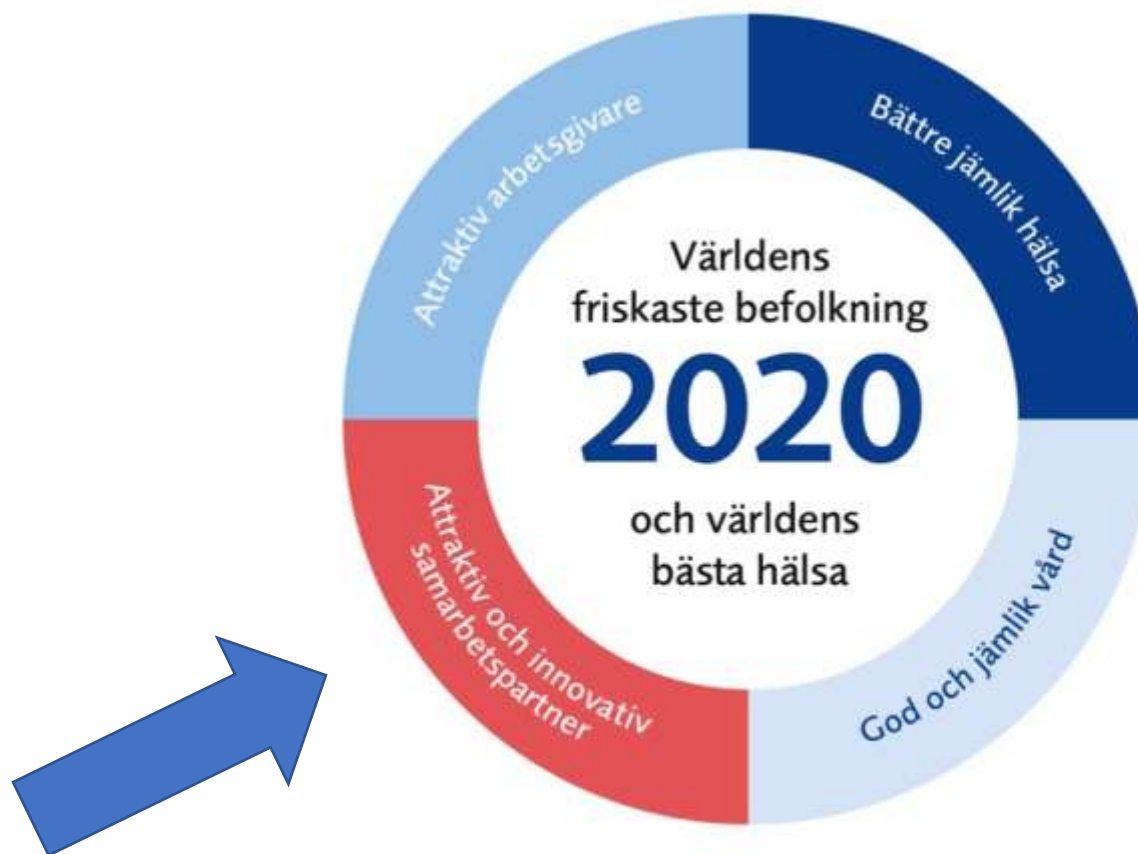 Attraktiv arbetsgivare
Bättre jämlik hälsa
Världens
friskaste befolkning
2020
och världens
bästa hälsa
Attraktiv och innovativ
samarbetspartner
God och jämlik vård